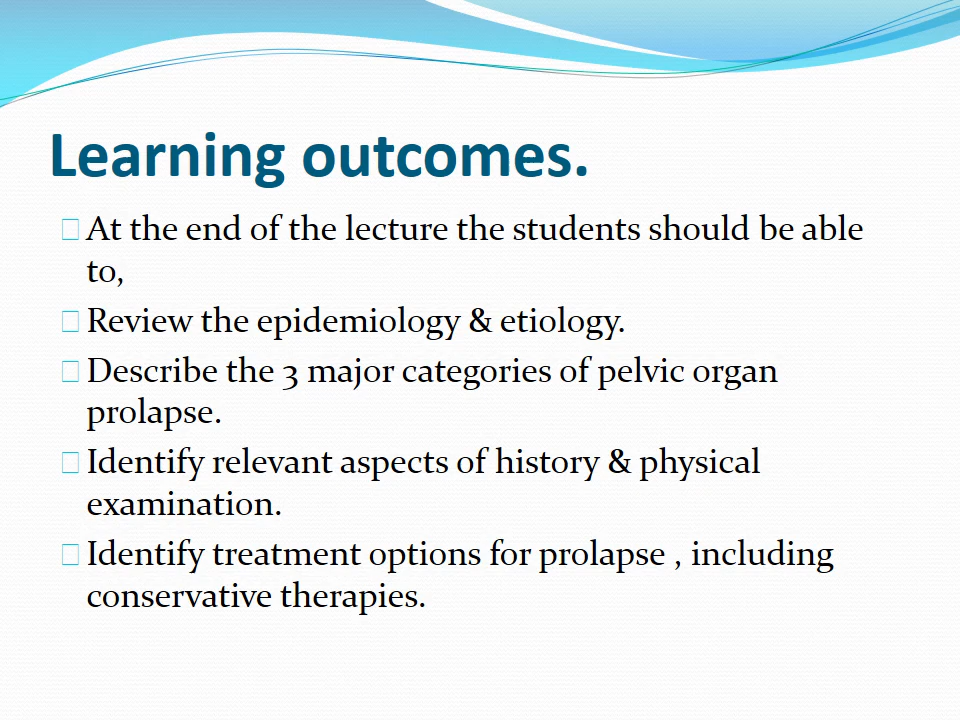 Learning outcomes.
At the end of the lecture the students should be able
to,
Review the epidemiology & etiology.
Describe the 3 major categories of pelvic organ
prolapse.
Identify relevant aspects of history & physical
examination.
Identify treatment options for prolapse , including
conservative therapies.